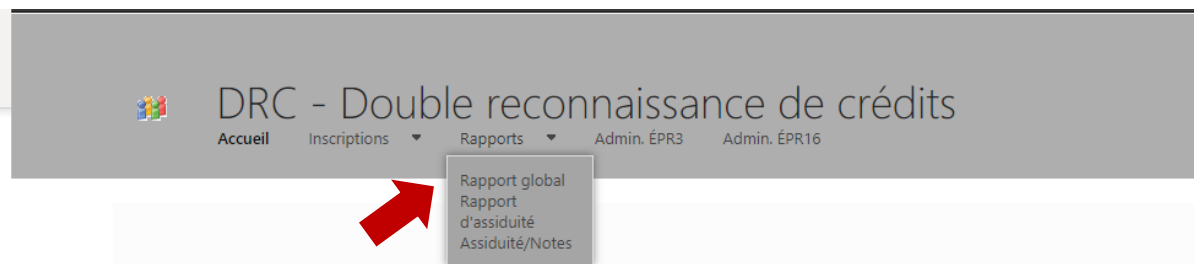 DRC - Double reconnaissance de crédits
Accueil Inscriptions Rapports Admin. ÉPR3 Admin. ÉPR16
Rapport global
Rapport
d'assiduité
Assiduité/Notes